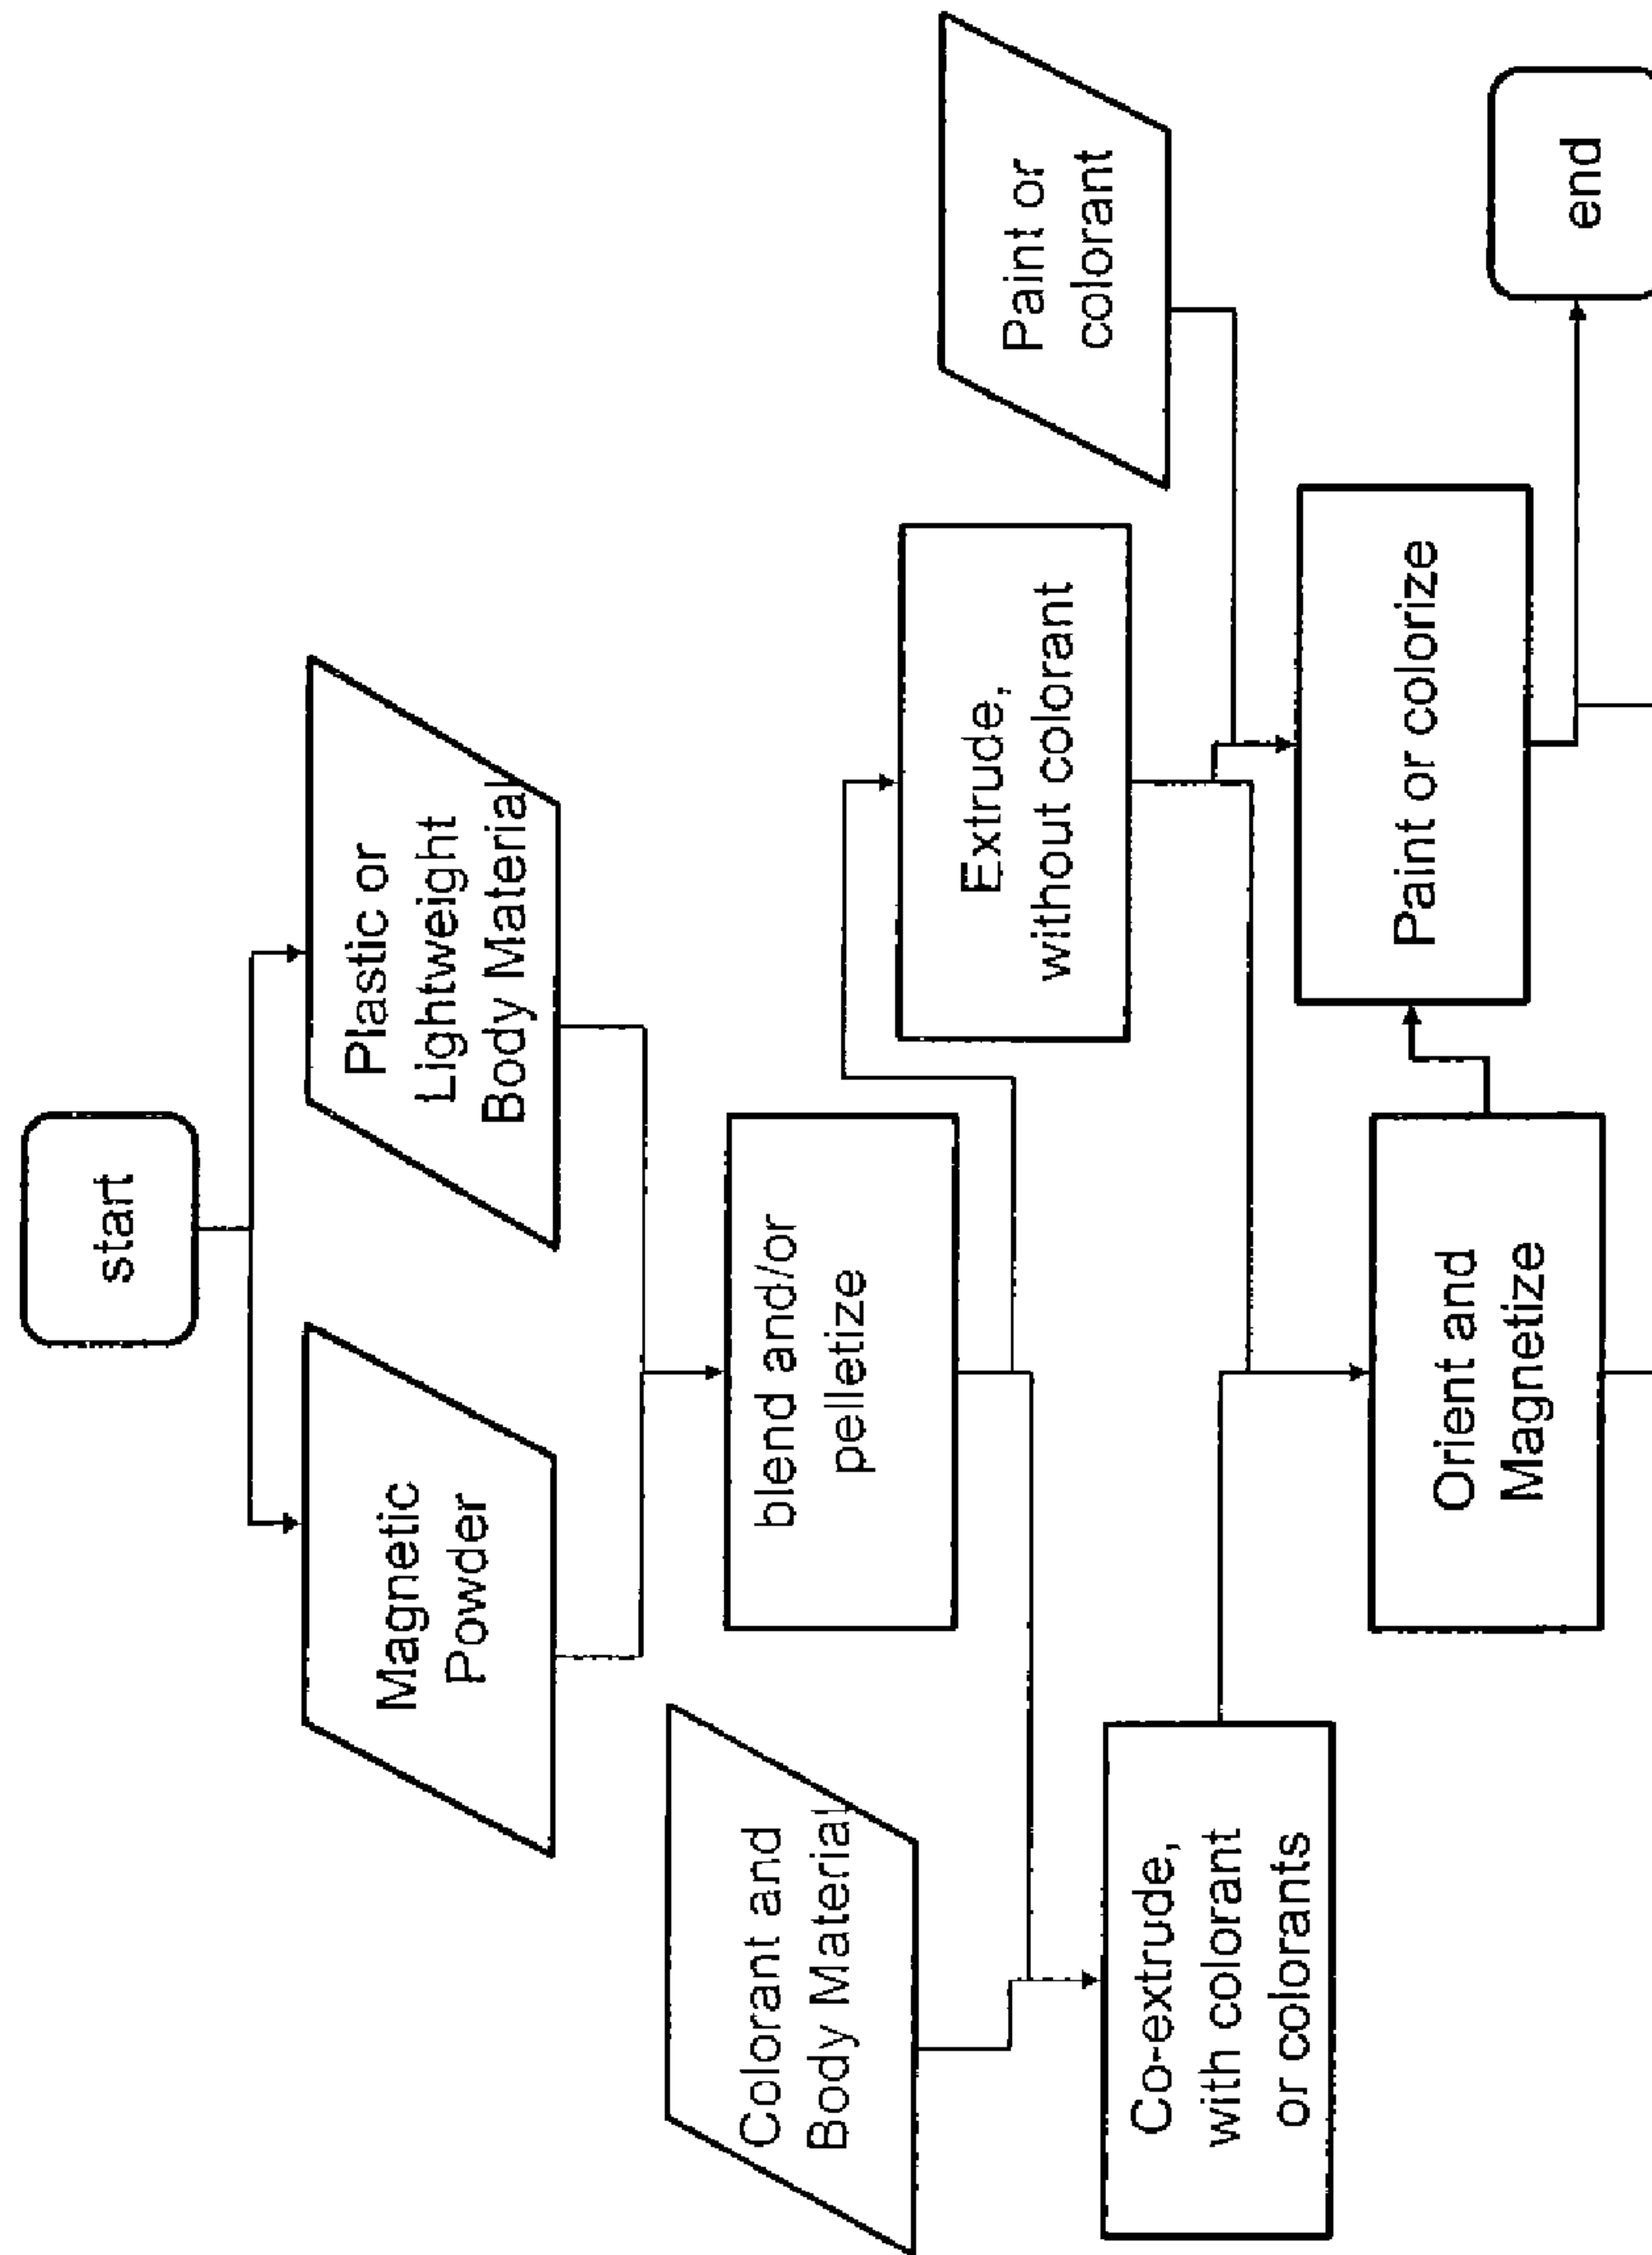 start
Magnetic
Powder
Plastic or
Lightweight
Body Material
Colorant and
Body Material
blend and/or
pelletize
Extrude,
without colorant
Paint or
colorant
Co-extrude,
with colorant
or colorants
Orient and
Magnetize
Paint or colorize
end